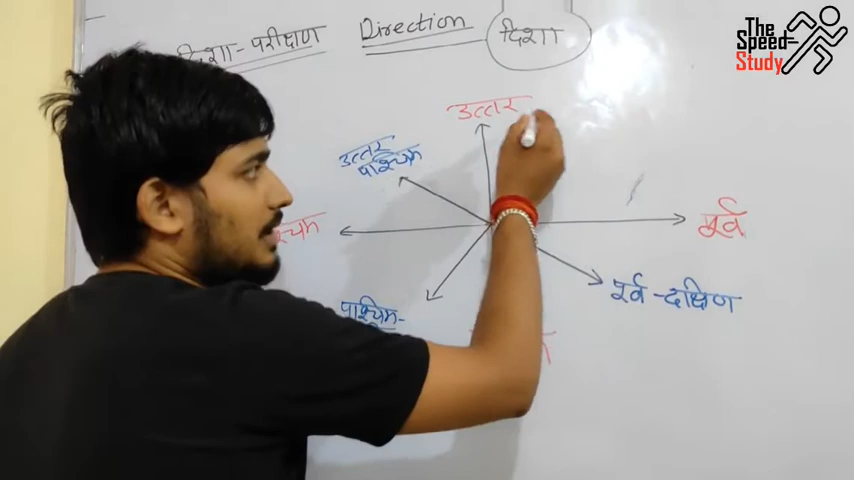 दिशा-परीक्षण Direction दिशा
The
Speed-
Study
उत्तर
उत्तर
पश्चिम
पूर्व
पूर्व-दक्षिण
पश्चिम-